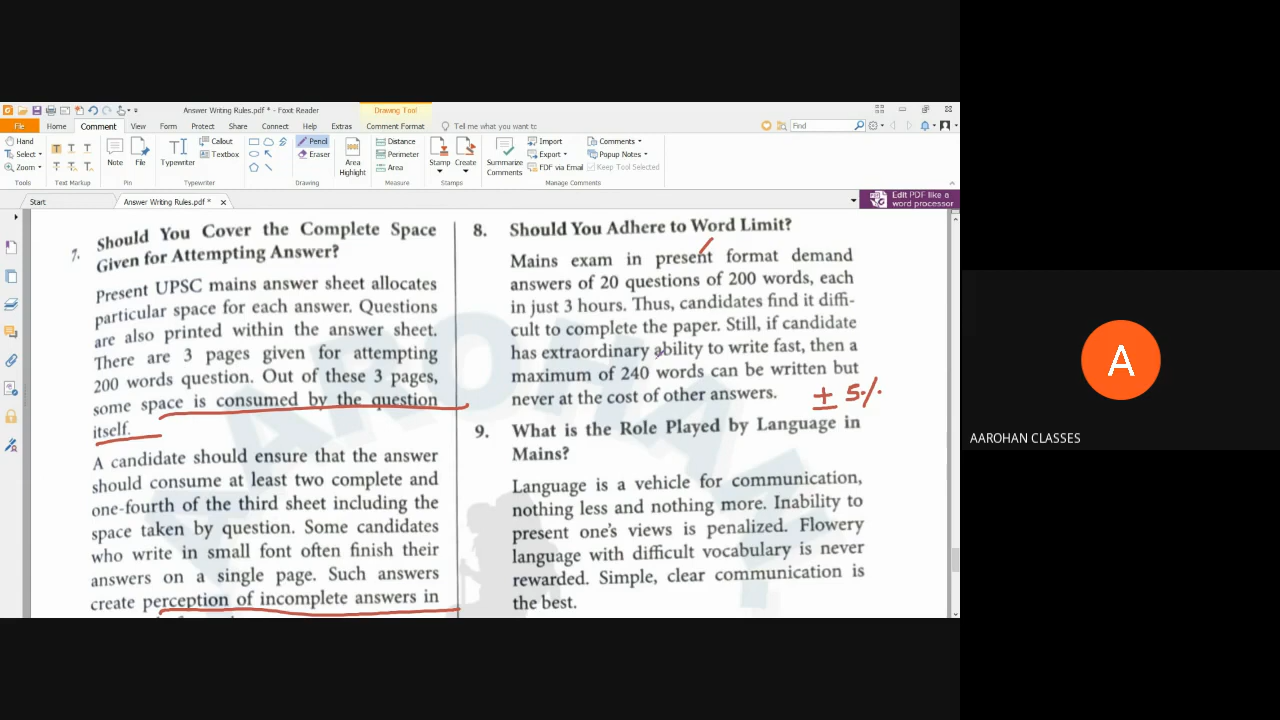 Answer Writing Rules.pdf * - Foxit Reader
Drawing Tool
File Home Comment View Form Protect Share Connect Help Extras Comment Format Tell me what you want tc Find
Hand
Select
Zoom
Tools
Text Markup
Note
File
Pin
Typewriter
Callout
Textbox
Typewriter
Pencil
Eraser
Drawing
Area Highlight
Distance
Perimeter
Area
Measure
Stamp
Create
Stamps
Summarize Comments
Import
Export
FDF via Email
Comments
Popup Notes
Keep Tool Selected
Manage Comments
Start
Answer Writing Rules.pdf *
Edit PDF like a
word processor
7. Should You Cover the Complete Space
Given for Attempting Answer?
Present UPSC mains answer sheet allocates
particular space for each answer. Questions
are also printed within the answer sheet.
There are 3 pages given for attempting
200 words question. Out of these 3 pages,
some space is consumed by the question
itself.
A candidate should ensure that the answer
should consume at least two complete and
one-fourth of the third sheet including the
space taken by question. Some candidates
who write in small font often finish their
answers on a single page. Such answers
create perception of incomplete answers in
8. Should You Adhere to Word Limit?
Mains exam in present format demand
answers of 20 questions of 200 words, each
in just 3 hours. Thus, candidates find it diffi-
cult to complete the paper. Still, if candidate
has extraordinary ability to write fast, then a
maximum of 240 words can be written but
never at the cost of other answers.
± 5%
9. What is the Role Played by Language in
Mains?
Language is a vehicle for communication,
nothing less and nothing more. Inability to
present one's views is penalized. Flowery
language with difficult vocabulary is never
rewarded. Simple, clear communication is
the best.
A
AAROHAN CLASSES